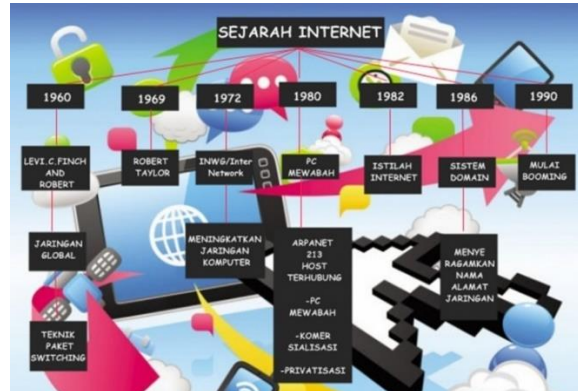 SEJARAH INTERNET
1960
1969
1972
1980
1982
1986
1990
LEVI.C.FINCH
AND
ROBERT
ROBERT
TAYLOR
INWG/Inter
Network
PC
MEWABAH
ISTILAH
INTERNET
SISTEM
DOMAIN
MULAI
BOOMING
JARINGAN
GLOBAL
MENINGKATKAN
JARINGAN
KOMPUTER
ARPANET
213
HOST
TERHUBUNG
-PC
MEWABAH
-KOMER
SIALISASI
-PRIVATISASI
MENYE
RAGAMKAN
NAMA
ALAMAT
JARINGAN
TEKNIK
PAKET
SWITCHING